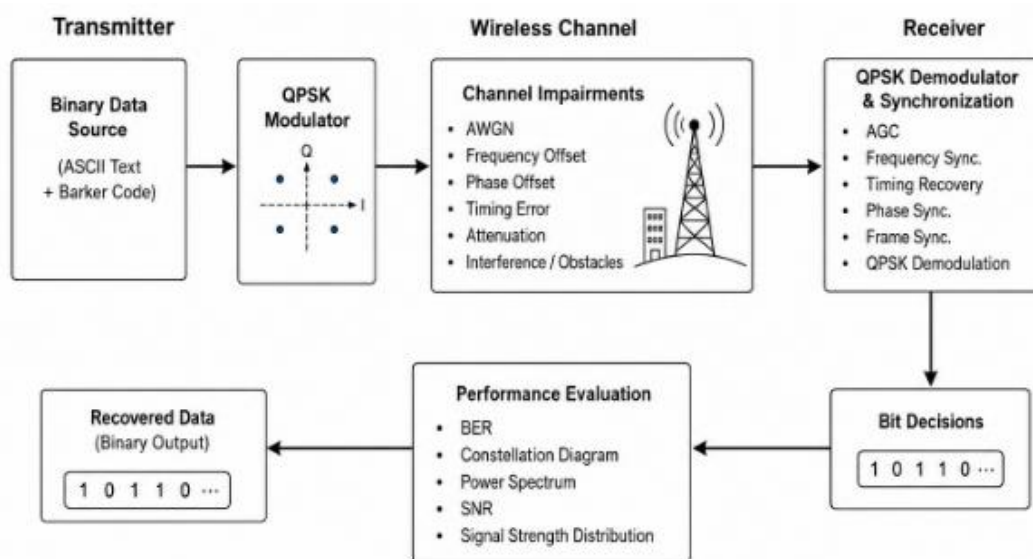 Transmitter
Wireless Channel
Receiver
Binary Data
Source
(ASCII Text
+ Barker Code)
QPSK
Modulator
Q
I
Channel Impairments
• AWGN
• Frequency Offset
• Phase Offset
• Timing Error
• Attenuation
• Interference / Obstacles
QPSK Demodulator
& Synchronization
• AGC
• Frequency Sync.
• Timing Recovery
• Phase Sync.
• Frame Sync.
• QPSK Demodulation
Recovered Data
(Binary Output)
1 0 1 1 0 ···
Performance Evaluation
• BER
• Constellation Diagram
• Power Spectrum
• SNR
• Signal Strength Distribution
Bit Decisions
1 0 1 1 0 ···